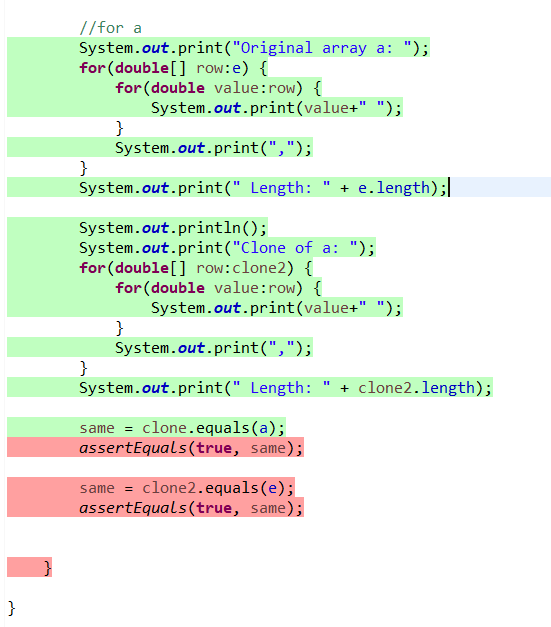 //for a
System.out.print("Original array a: ");
for(double[] row:e) {
for(double value:row) {
System.out.print(value+" ");
}
System.out.print(",");
}
System.out.print(" Length: " + e.length);
System.out.println();
System.out.print("Clone of a: ");
for(double[] row:clone2) {
for(double value:row) {
System.out.print(value+" ");
}
System.out.print(",");
}
System.out.print(" Length: " + clone2.length);
same = clone.equals(a);
assertEquals(true, same);
same = clone2.equals(e);
assertEquals(true, same);
}
}